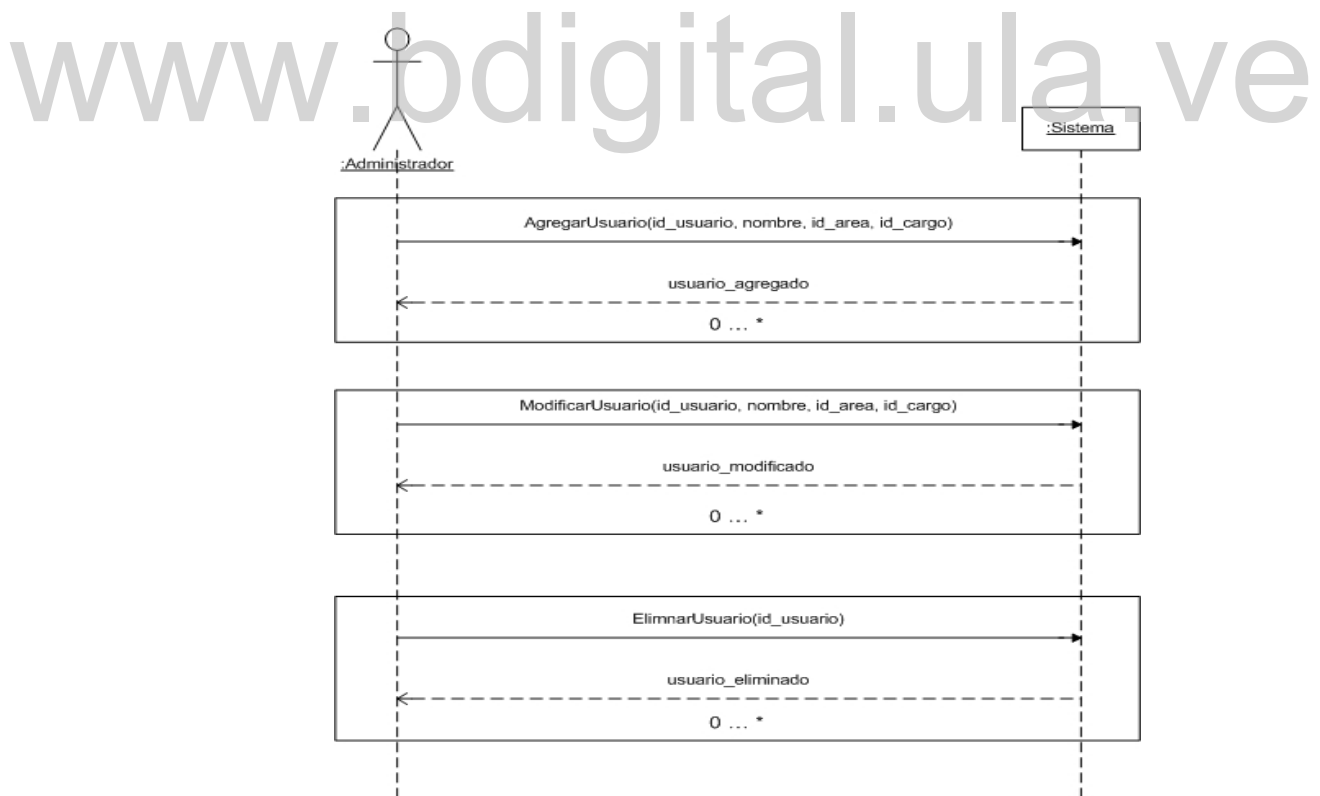 www.bdigital.ula.ve
:Sistema
:Administrador
AgregarUsuario(id_usuario, nombre, id_area, id_cargo)
usuario_agregado
0 ... *
ModificarUsuario(id_usuario, nombre, id_area, id_cargo)
usuario_modificado
0 ... *
ElimnarUsuario(id_usuario)
usuario_eliminado
0 ... *